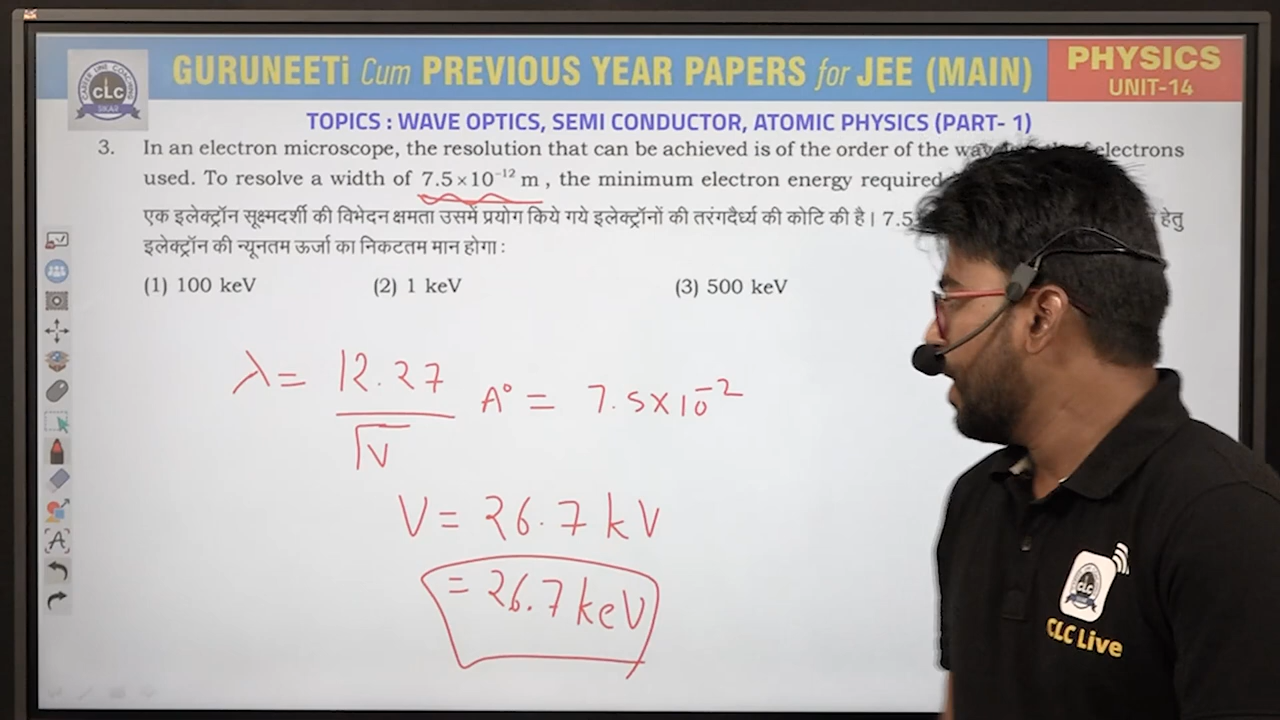 GURUNEETi Cum PREVIOUS YEAR PAPERS for JEE (MAIN)
PHYSICS
UNIT-14
CLC
SIKAR
TOPICS : WAVE OPTICS, SEMI CONDUCTOR, ATOMIC PHYSICS (PART- 1)
3. In an electron microscope, the resolution that can be achieved is of the order of the electrons
used. To resolve a width of 7.5×10⁻¹² m, the minimum electron energy required
एक इलेक्ट्रॉन सूक्ष्मदर्शी की विभेदन क्षमता उसमें प्रयोग किये गये इलेक्ट्रॉनों की तरंगदैर्ध्य की कोटि की है। 7.5 हेतु
इलेक्ट्रॉन की न्यूनतम ऊर्जा का निकटतम मान होगा :
(1) 100 keV (2) 1 keV (3) 500 keV
λ = 12.27 / √V A° = 7.5×10⁻²
V = 26.7 kV
= 26.7 keV
CLC Live